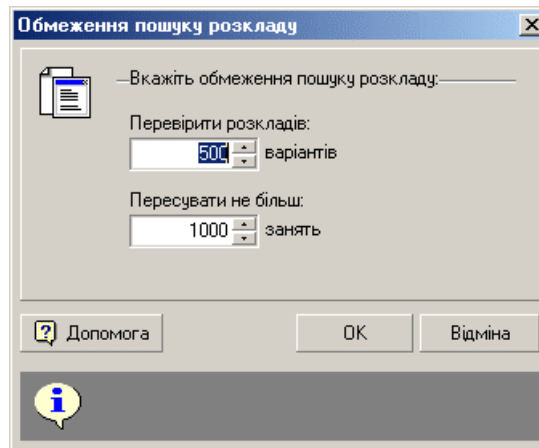 Обмеження пошуку розкладу
Вкажіть обмеження пошуку розкладу:
Перевірити розкладів:
500 варіантів
Пересувати не більш:
1000 занять
Допомога OK Відміна